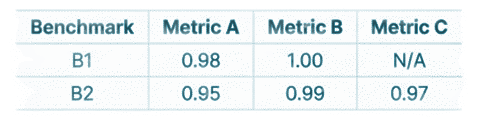 Benchmark Metric A Metric B Metric C
B1 0.98 1.00 N/A
B2 0.95 0.99 0.97